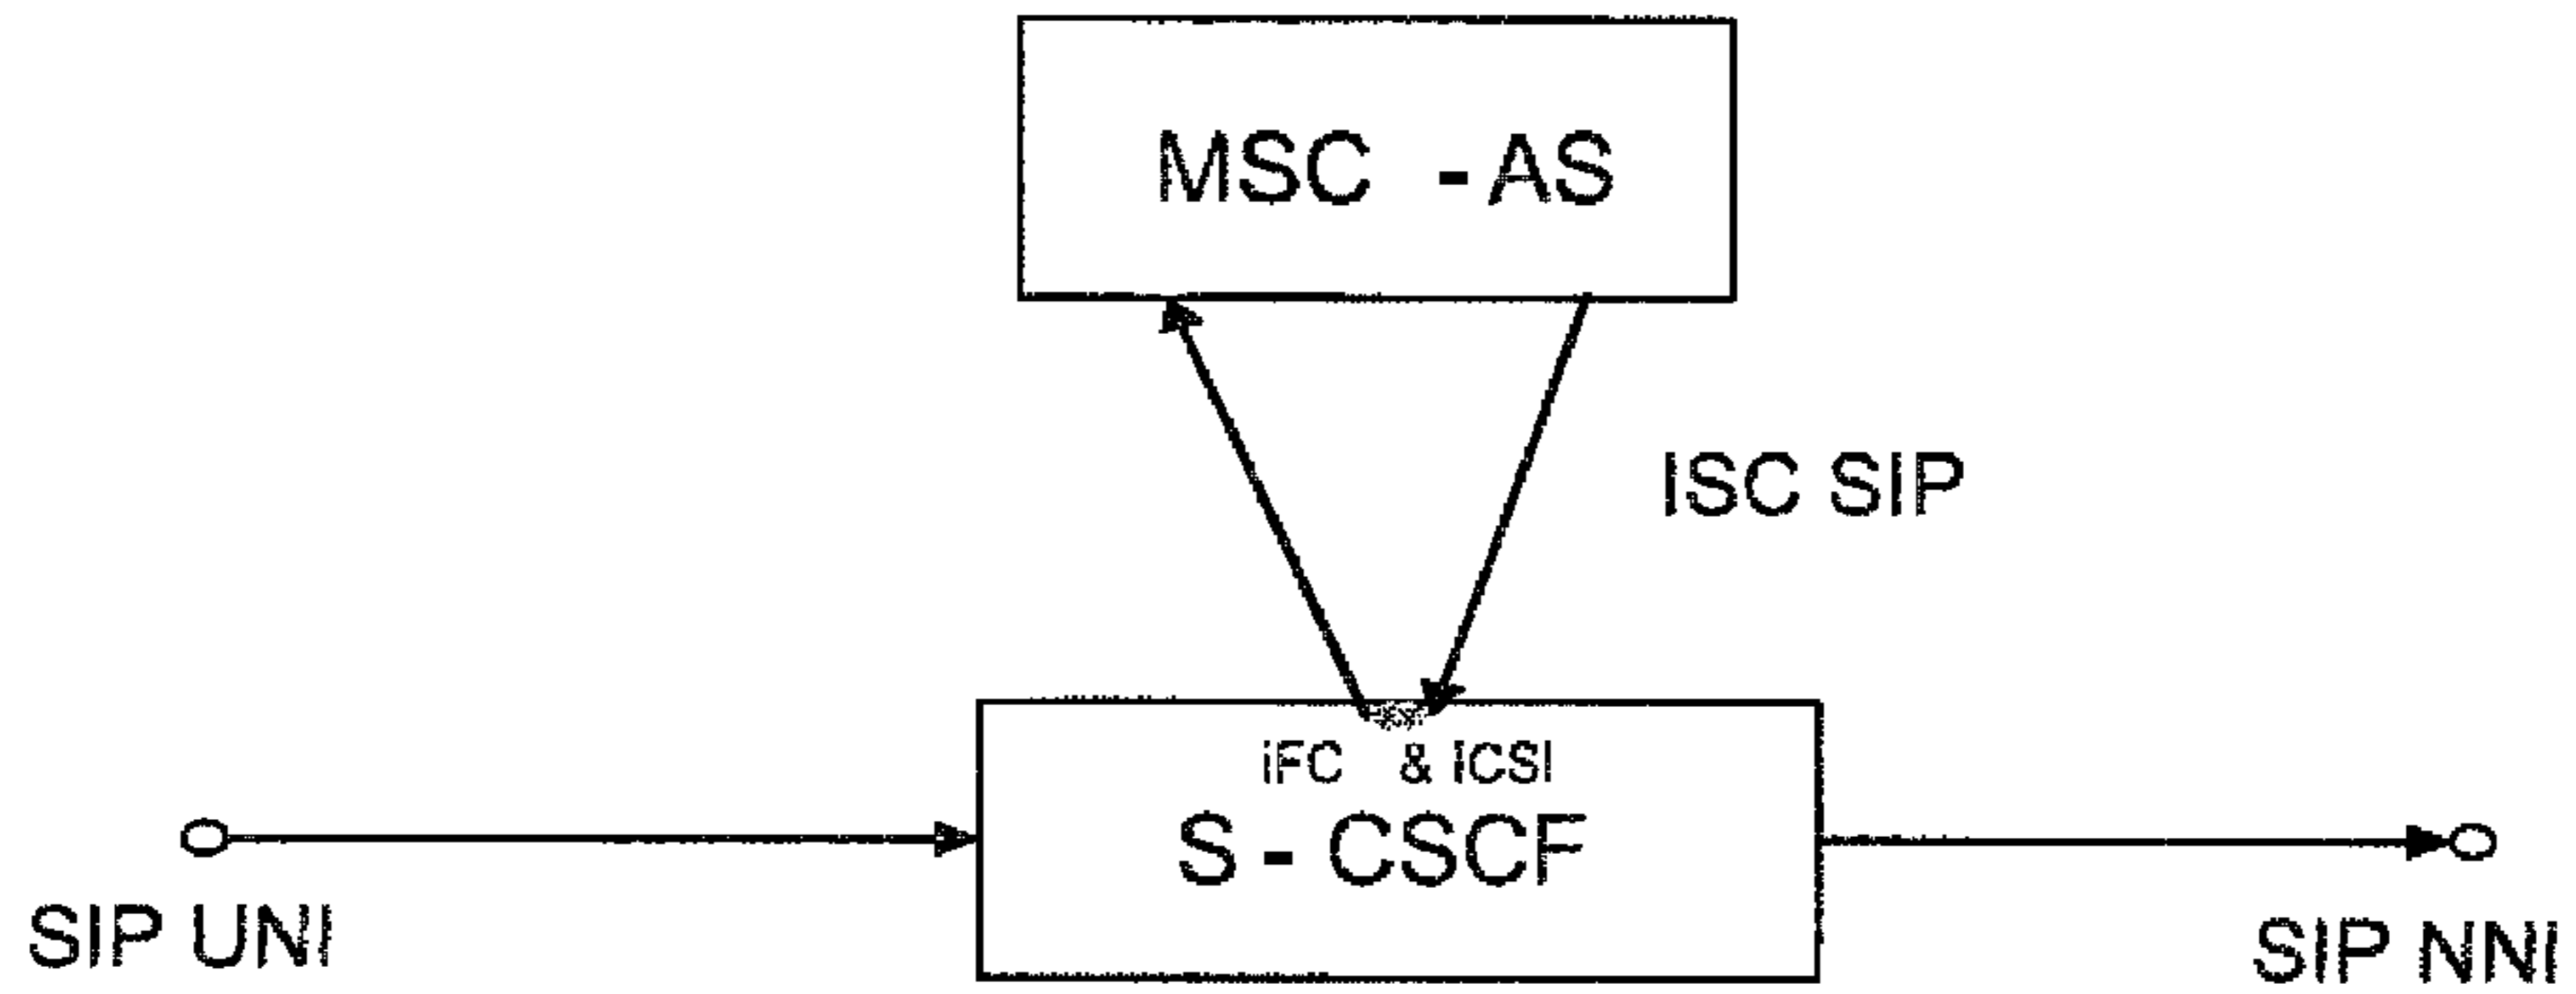 MSC - AS
ISC SIP
iFC & ICSI
S - CSCF
SIP UNI
SIP NNI